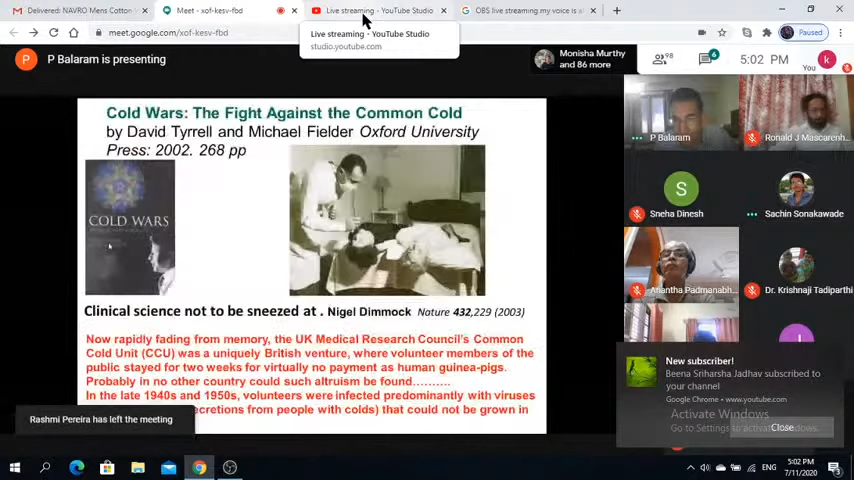 Delivered: NAVRO Mens Cotton
Meet - xof-kesv-fbd
Live streaming - YouTube Studio
OBS live streaming my voice is a
meet.google.com/xof-kesv-fbd
Paused
Live streaming - YouTube Studio
studio.youtube.com
P
P Balaram is presenting
Monisha Murthy
and 86 more
98
6
5:02 PM
You
k
Cold Wars: The Fight Against the Common Cold
by David Tyrrell and Michael Fielder Oxford University
Press: 2002. 268 pp
COLD WARS
Clinical science not to be sneezed at . Nigel Dimmock Nature 432,229 (2003)
Now rapidly fading from memory, the UK Medical Research Council's Common
Cold Unit (CCU) was a uniquely British venture, where volunteer members of the
public stayed for two weeks for virtually no payment as human guinea-pigs.
Probably in no other country could such altruism be found.........
In the late 1940s and 1950s, volunteers were infected predominantly with viruses
ecretions from people with colds) that could not be grown in
Rashmi Pereira has left the meeting
P Balaram
Ronald J Mascarenh...
S
Sneha Dinesh
Sachin Sonakawade
Anantha Padmanabh...
Dr. Krishnaji Tadiparthi
J
New subscriber!
Beena Sriharsha Jadhav subscribed to
your channel
Google Chrome • www.youtube.com
Activate Windows
Go to Settings to activate Windows.
Close
ENG
5:02 PM
7/11/2020
3